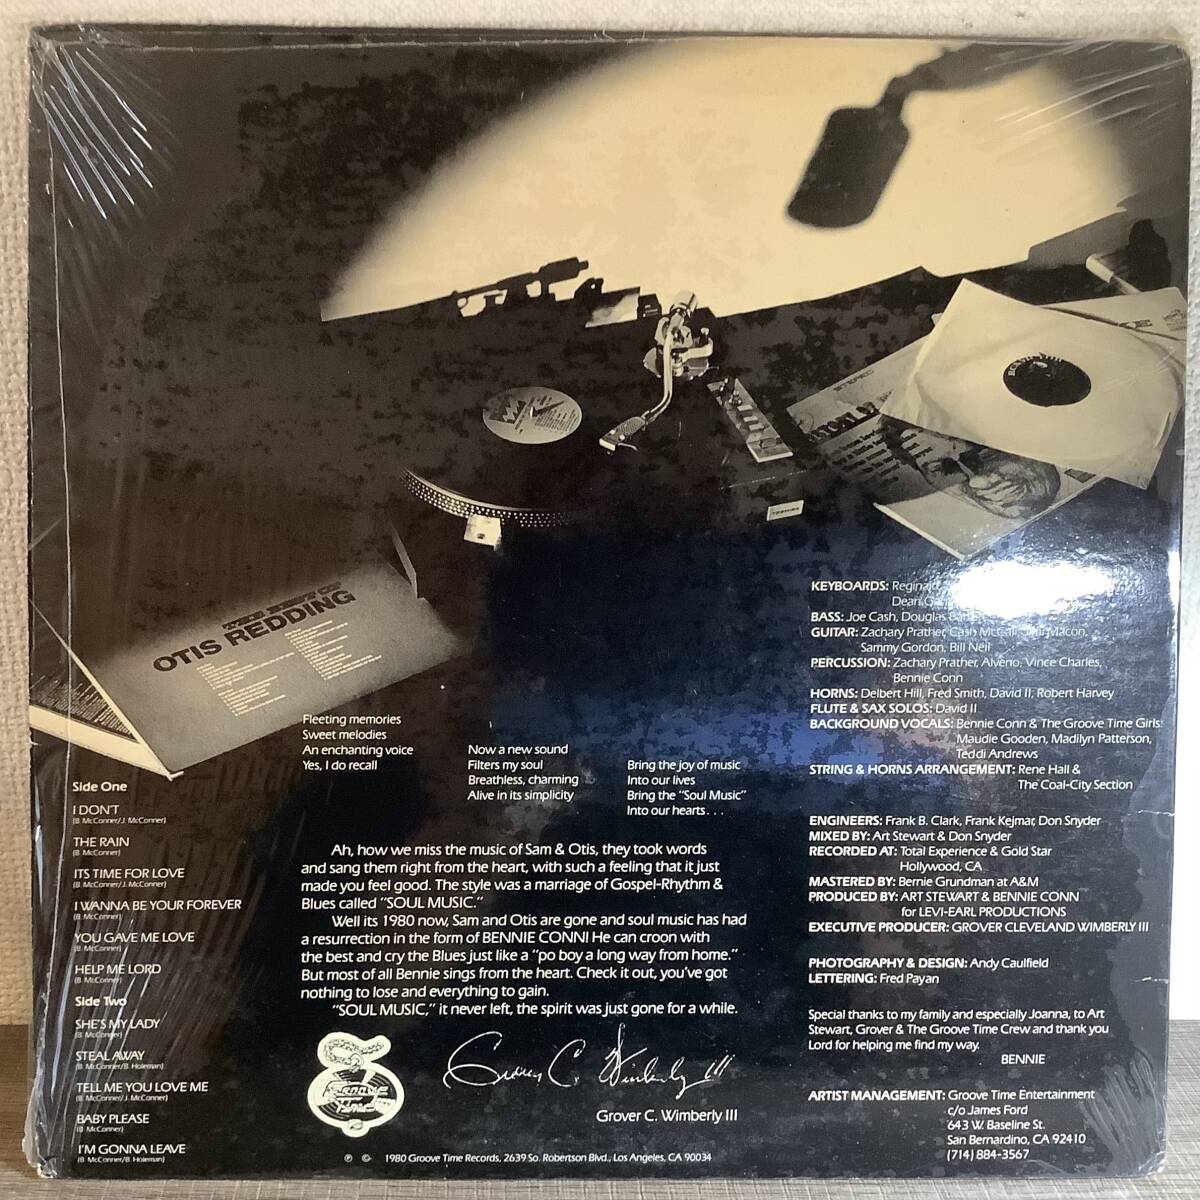 THE BEST OF
OTIS REDDING
STEREO
TOSHIBA
Fleeting memories
Sweet melodies
An enchanting voice
Yes, I do recall
Now a new sound
Filters my soul
Breathless, charming
Alive in its simplicity
Bring the joy of music
Into our lives
Bring the "Soul Music"
Into our hearts . . .
Side One
I DON'T
(B. McConner/J. McConner)
THE RAIN
(B. McConner)
ITS TIME FOR LOVE
(B. McConner/J. McConner)
I WANNA BE YOUR FOREVER
(B. McConner)
YOU GAVE ME LOVE
(B. McConner)
HELP ME LORD
(B. McConner)
Side Two
SHE'S MY LADY
(B. McConner)
STEAL AWAY
(B. McConner/B. Holeman)
TELL ME YOU LOVE ME
(B. McConner/J. McConner)
BABY PLEASE
(B. McConner)
I'M GONNA LEAVE
(B. McConner/B. Holeman)
Ah, how we miss the music of Sam & Otis, they took words
and sang them right from the heart, with such a feeling that it just
made you feel good. The style was a marriage of Gospel-Rhythm &
Blues called "SOUL MUSIC."
Well its 1980 now, Sam and Otis are gone and soul music has had
a resurrection in the form of BENNIE CONN! He can croon with
the best and cry the Blues just like a "po boy a long way from home."
But most of all Bennie sings from the heart. Check it out, you've got
nothing to lose and everything to gain.
"SOUL MUSIC," it never left, the spirit was just gone for a while.
Grover C. Wimberly III
Grover C. Wimberly III
GROOVE
TIME
℗ © 1980 Groove Time Records, 2639 So. Robertson Blvd., Los Angeles, CA 90034
KEYBOARDS: Reginald
Dean
BASS: Joe Cash, Douglas
GUITAR: Zachary Prather, Cash McCall, Macon,
Sammy Gordon, Bill Neil
PERCUSSION: Zachary Prather, Alveno, Vince Charles,
Bennie Conn
HORNS: Delbert Hill, Fred Smith, David II, Robert Harvey
FLUTE & SAX SOLOS: David II
BACKGROUND VOCALS: Bennie Conn & The Groove Time Girls:
Maudie Gooden, Madilyn Patterson,
Teddi Andrews
STRING & HORNS ARRANGEMENT: Rene Hall &
The Coal-City Section
ENGINEERS: Frank B. Clark, Frank Kejmar, Don Snyder
MIXED BY: Art Stewart & Don Snyder
RECORDED AT: Total Experience & Gold Star
Hollywood, CA
MASTERED BY: Bernie Grundman at A&M
PRODUCED BY: ART STEWART & BENNIE CONN
for LEVI-EARL PRODUCTIONS
EXECUTIVE PRODUCER: GROVER CLEVELAND WIMBERLY III
PHOTOGRAPHY & DESIGN: Andy Caulfield
LETTERING: Fred Payan
Special thanks to my family and especially Joanna, to Art
Stewart, Grover & The Groove Time Crew and thank you
Lord for helping me find my way.
BENNIE
ARTIST MANAGEMENT: Groove Time Entertainment
c/o James Ford
643 W. Baseline St.
San Bernardino, CA 92410
(714) 884-3567